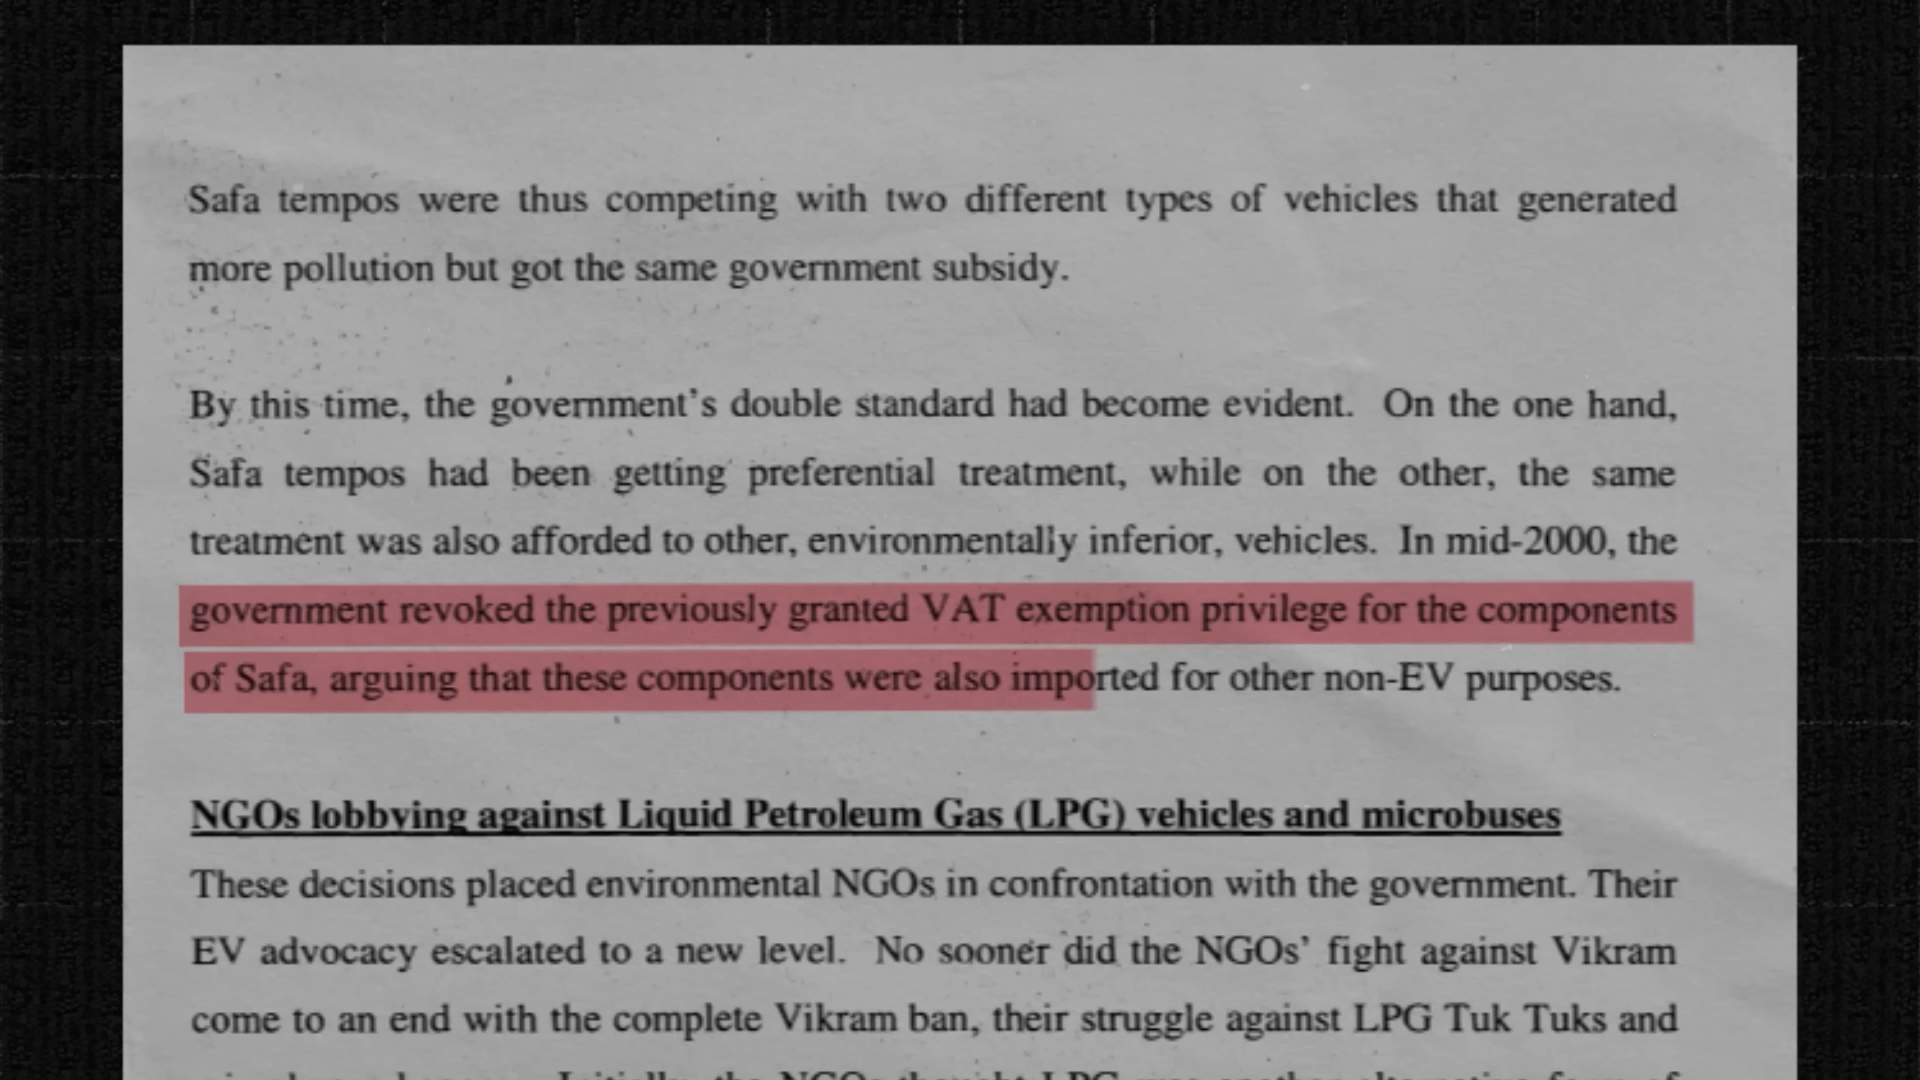 Safa tempos were thus competing with two different types of vehicles that generated
more pollution but got the same government subsidy.
By this time, the government's double standard had become evident. On the one hand,
Safa tempos had been getting preferential treatment, while on the other, the same
treatment was also afforded to other, environmentally inferior, vehicles. In mid-2000, the
government revoked the previously granted VAT exemption privilege for the components
of Safa, arguing that these components were also imported for other non-EV purposes.
NGOs lobbying against Liquid Petroleum Gas (LPG) vehicles and microbuses
These decisions placed environmental NGOs in confrontation with the government. Their
EV advocacy escalated to a new level. No sooner did the NGOs' fight against Vikram
come to an end with the complete Vikram ban, their struggle against LPG Tuk Tuks and